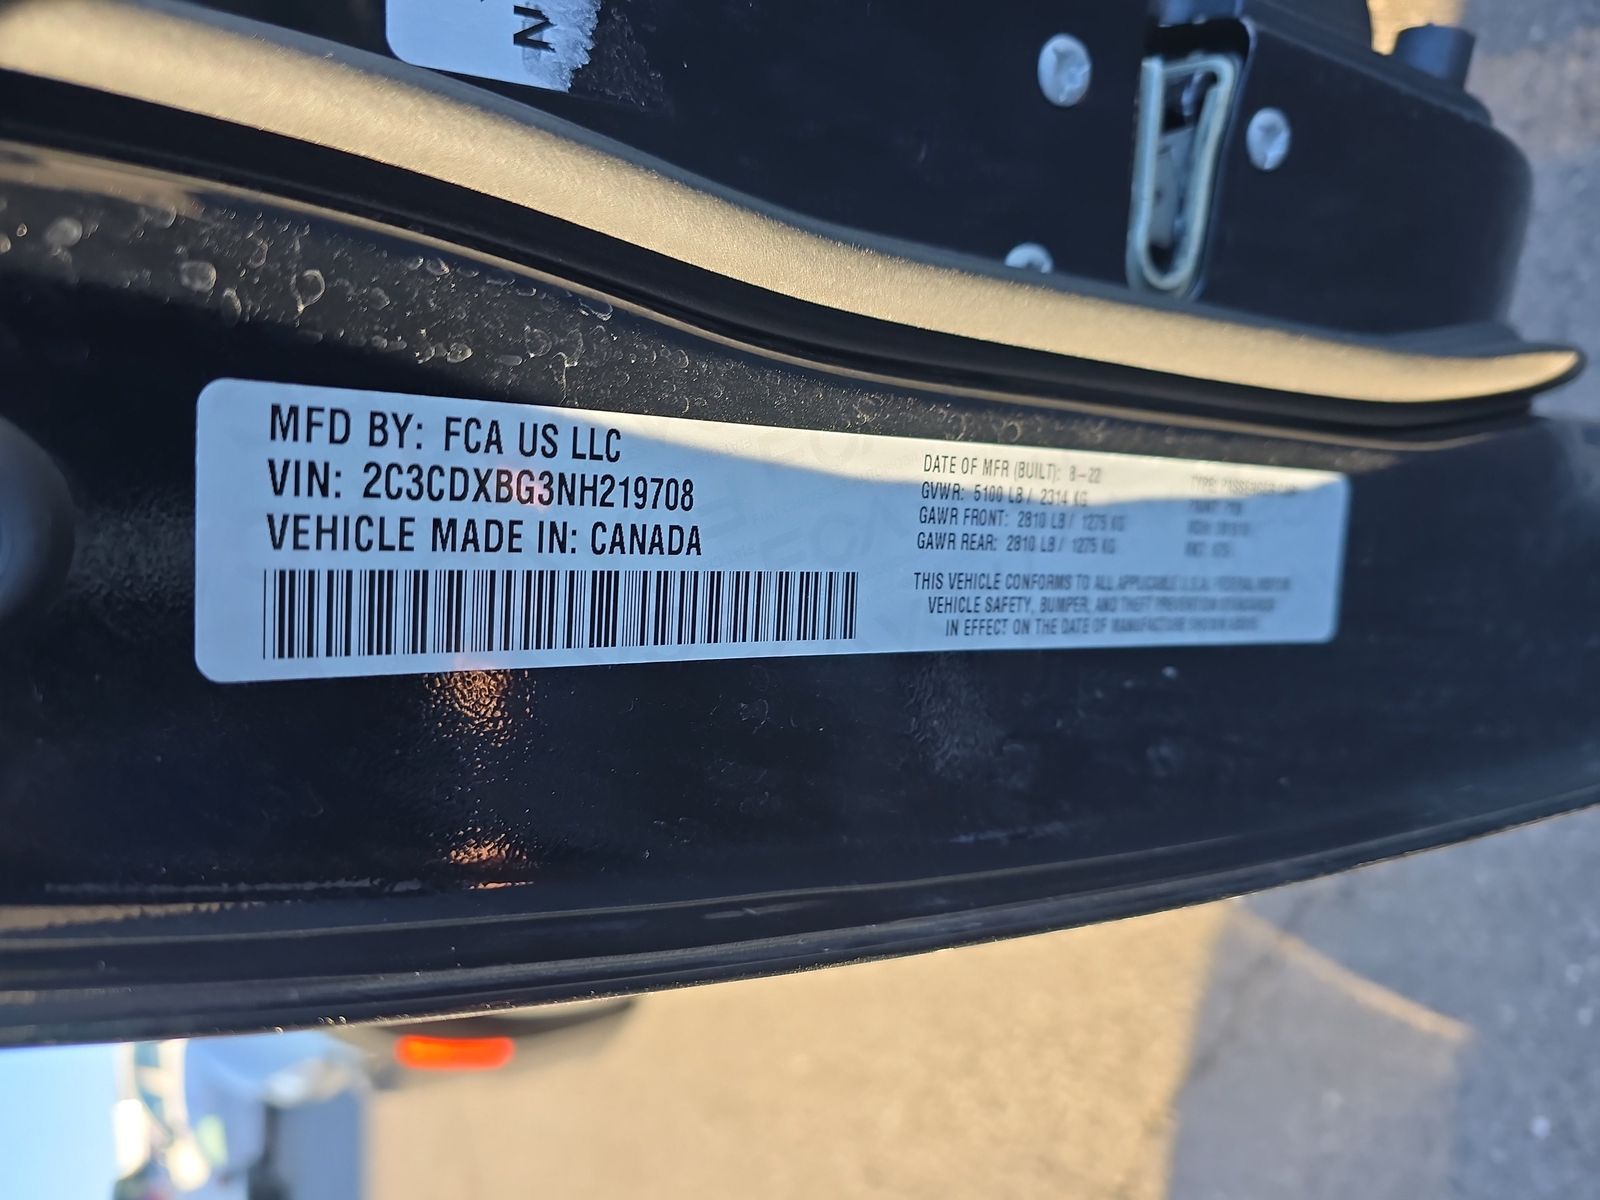 N
MFD BY: FCA US LLC
VIN: 2C3CDXBG3NH219708
VEHICLE MADE IN: CANADA
DATE OF MFR (BUILT): 8-22
GVWR: 5100 LB / 2314 KG
GAWR FRONT: 2810 LB / 1275 KG
GAWR REAR: 2810 LB / 1275 KG
TYPE: PASSENGER CAR
THIS VEHICLE CONFORMS TO ALL APPLICABLE U.S.A. FEDERAL MOTOR
VEHICLE SAFETY, BUMPER, AND THEFT PREVENTION STANDARDS
IN EFFECT ON THE DATE OF MANUFACTURE SHOWN ABOVE